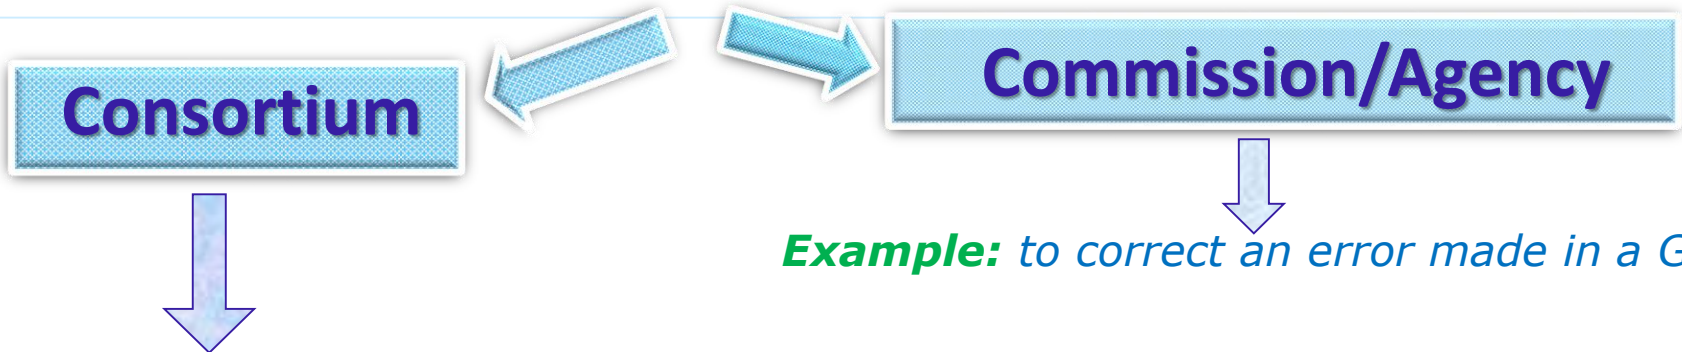 Consortium
Commission/Agency
Example: to correct an error made in a G